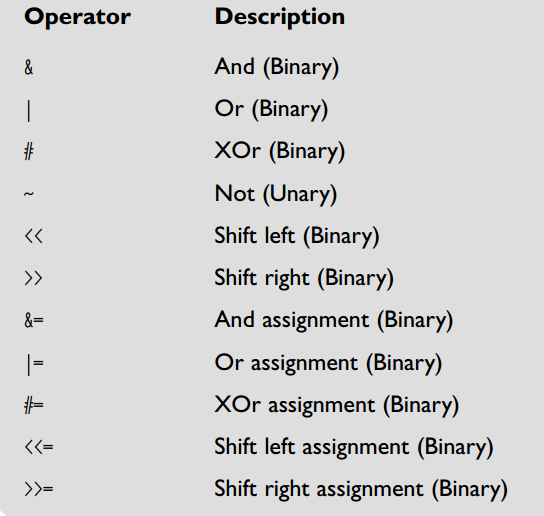 Operator Description
& And (Binary)
| Or (Binary)
# XOr (Binary)
~ Not (Unary)
<< Shift left (Binary)
>> Shift right (Binary)
&= And assignment (Binary)
|= Or assignment (Binary)
#= XOr assignment (Binary)
<<= Shift left assignment (Binary)
>>= Shift right assignment (Binary)